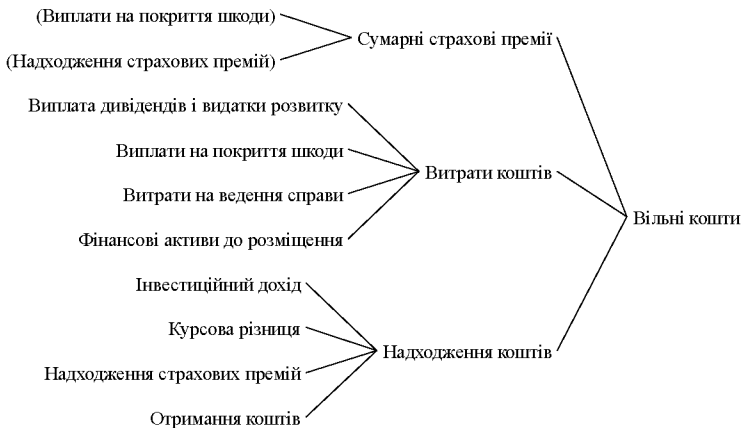 (Виплати на покриття шкоди)
Сумарні страхові премії
(Надходження страхових премій)
Виплата дивідендів і видатки розвитку
Виплати на покриття шкоди
Витрати коштів
Витрати на ведення справи
Вільні кошти
Фінансові активи до розміщення
Інвестиційний дохід
Курсова різниця
Надходження коштів
Надходження страхових премій
Отримання коштів